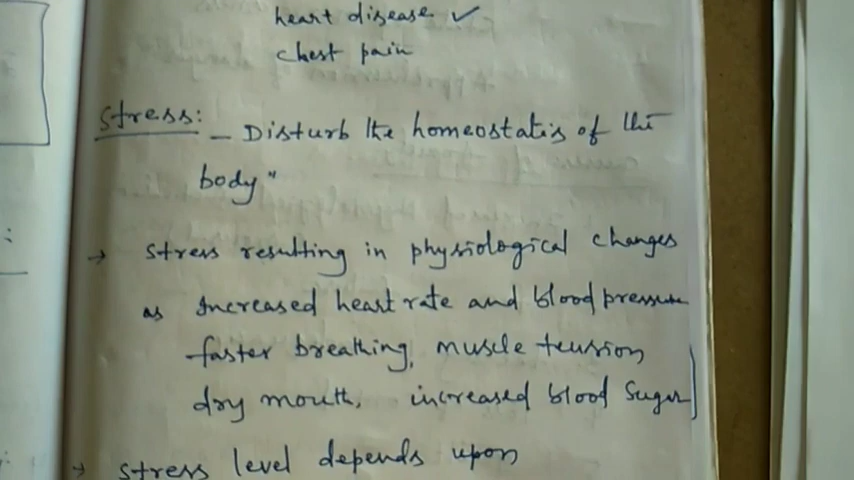 heart disease ✓
chest pain
Stress: - Disturb the homeostatis of the
body"
→ stress resulting in physiological changes
as Increased heart rate and blood pressure
faster breathing, muscle tension
dry mouth, increased blood sugar
→ stress level depends upon